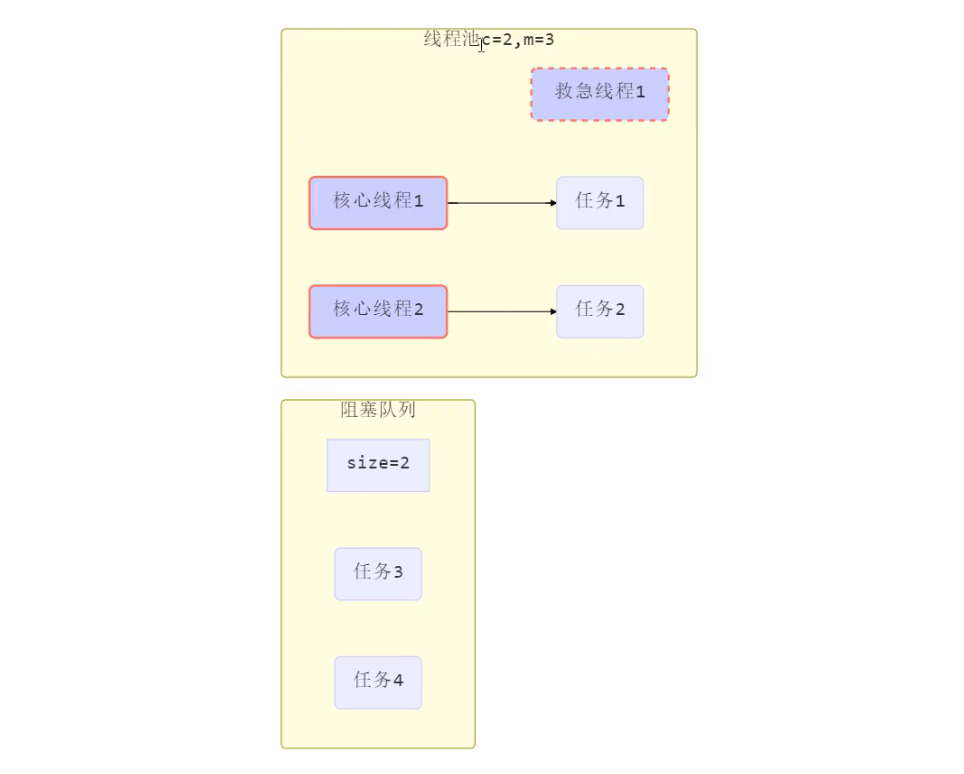 线程池c=2,m=3
救急线程1
核心线程1
任务1
核心线程2
任务2
阻塞队列
size=2
任务3
任务4